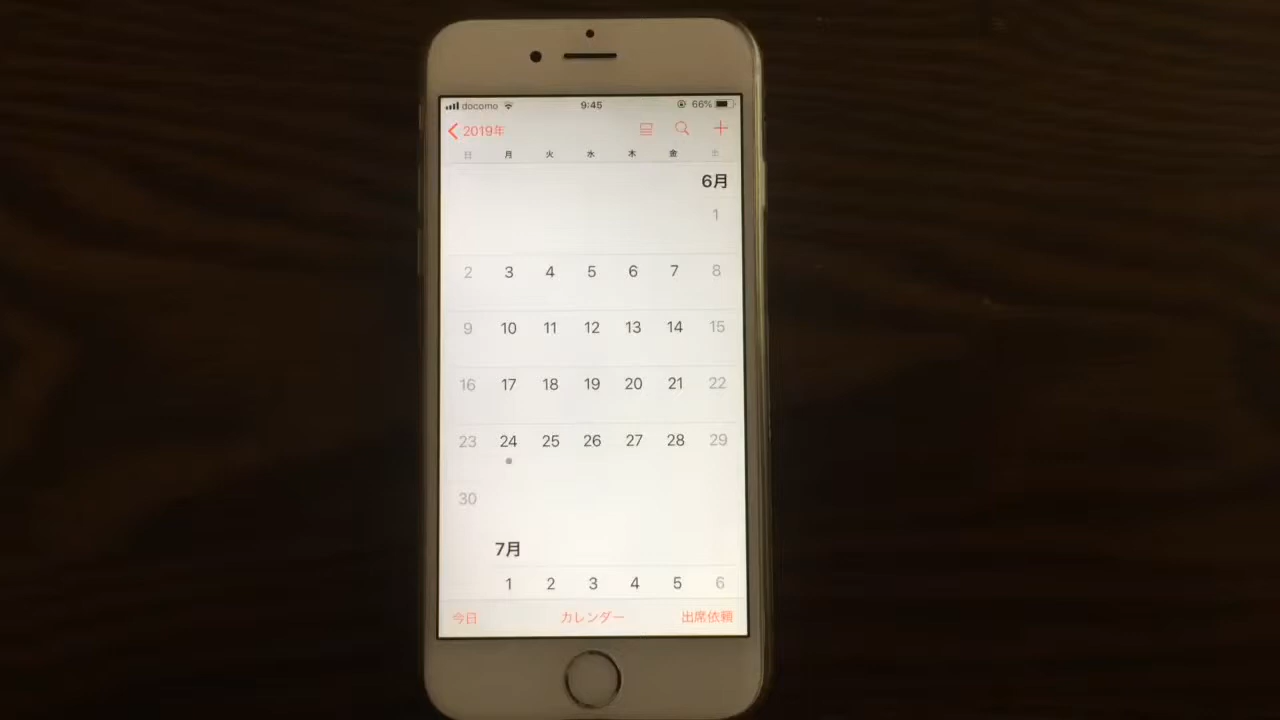 docomo 9:45 66%
2019年
日 月 火 水 木 金 土
6月
1
2 3 4 5 6 7 8
9 10 11 12 13 14 15
16 17 18 19 20 21 22
23 24 25 26 27 28 29
30
7月
1 2 3 4 5 6
今日 カレンダー 出席依頼